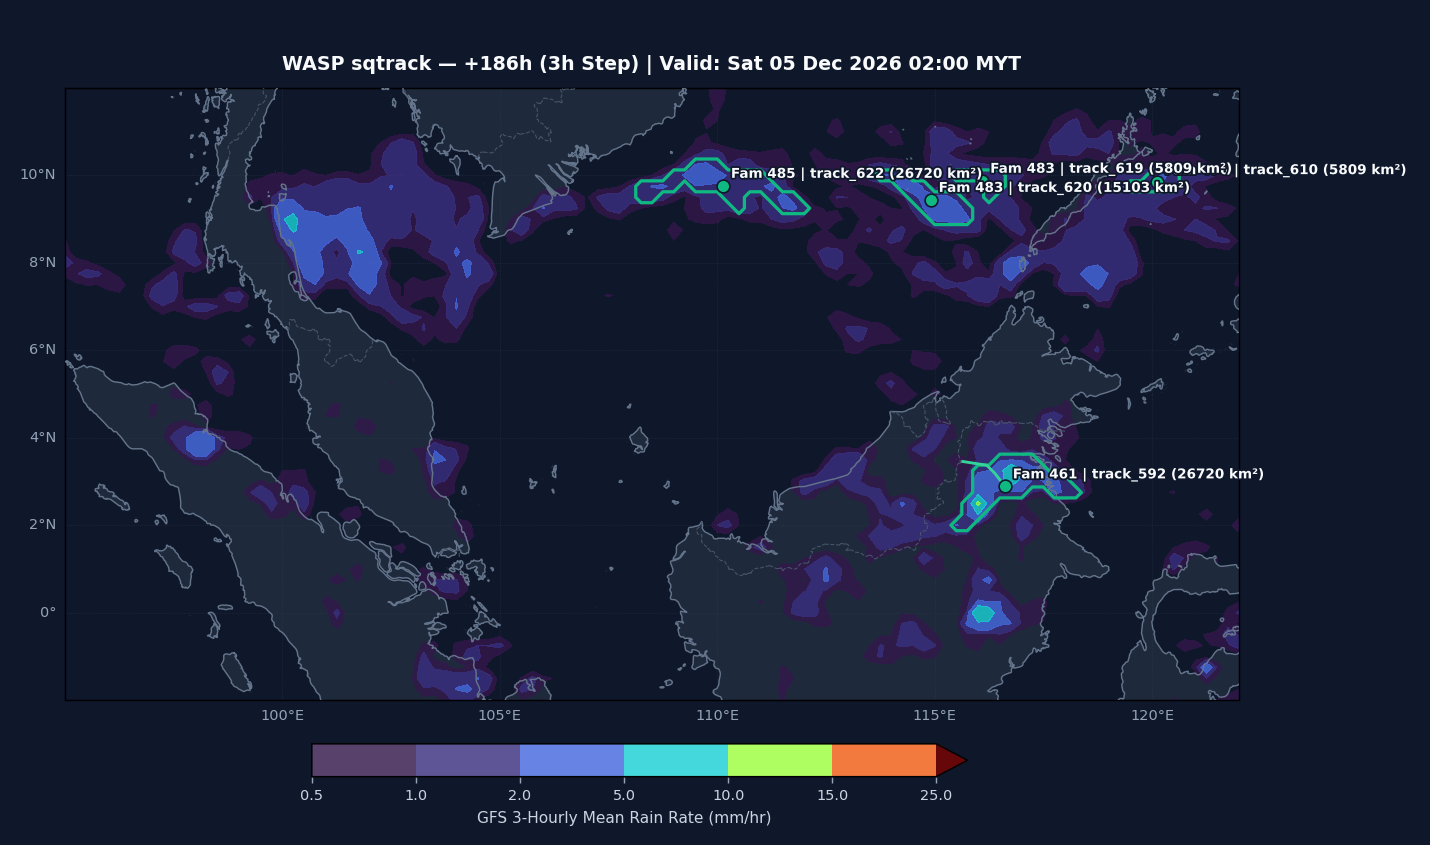 WASP sqtrack — +186h (3h Step) | Valid: Sat 05 Dec 2026 02:00 MYT
10°N
8°N
6°N
4°N
2°N
0°
Fam 485 | track_622 (26720 km²)
Fam 483 | track_619 (5809 km²)
| track_610 (5809 km²)
Fam 483 | track_620 (15103 km²)
Fam 461 | track_592 (26720 km²)
100°E 105°E 110°E 115°E 120°E
0.5 1.0 2.0 5.0 10.0 15.0 25.0
GFS 3-Hourly Mean Rain Rate (mm/hr)